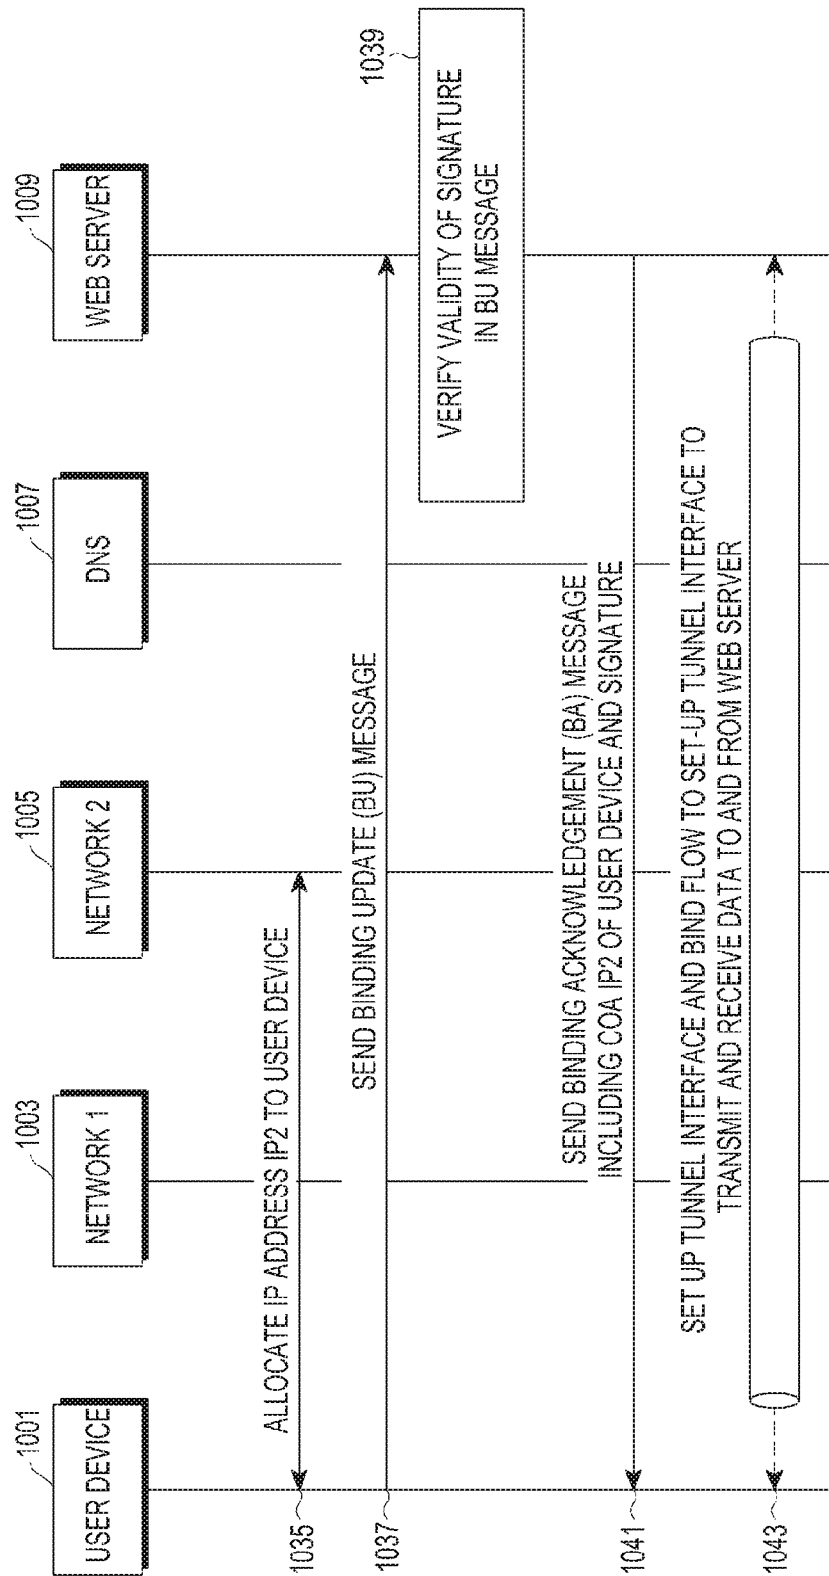 1001
USER DEVICE
1003
NETWORK 1
1005
NETWORK 2
1007
DNS
1009
WEB SERVER
ALLOCATE IP ADDRESS IP2 TO USER DEVICE
1035
SEND BINDING UPDATE (BU) MESSAGE
1037
1039
VERIFY VALIDITY OF SIGNATURE
IN BU MESSAGE
SEND BINDING ACKNOWLEDGEMENT (BA) MESSAGE
INCLUDING COA IP2 OF USER DEVICE AND SIGNATURE
1041
SET UP TUNNEL INTERFACE AND BIND FLOW TO SET-UP TUNNEL INTERFACE TO
TRANSMIT AND RECEIVE DATA TO AND FROM WEB SERVER
1043